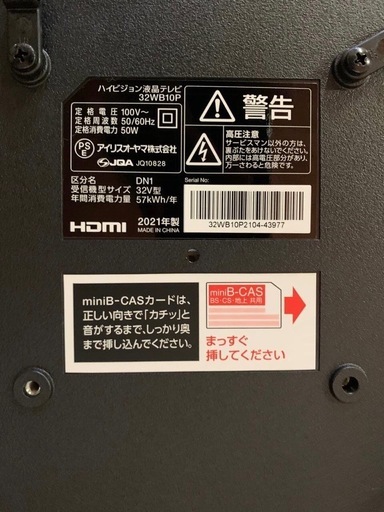 ハイビジョン液晶テレビ
32WB10P
定格電圧 100V～
定格周波数 50/60Hz
定格消費電力 50W
PS
E
アイリスオーヤマ株式会社
JQA JQ10828
区分名 DN1
受信機型サイズ 32V型
年間消費電力量 57kWh/年
HDMI
2021年製
MADE IN CHINA
警告
高圧注意
サービスマン以外の方は、
裏ぶたをあけないでください。
内部には高電圧部分が
万一さわると危険です。
Serial No.:
32WB10P2104-43977
miniB-CASカードは、
正しい向きで「カチッ」と
音がするまで、しっかり奥
まで挿し込んでください。
miniB-CAS
BS・CS・地上 共用
まっすぐ
挿してください